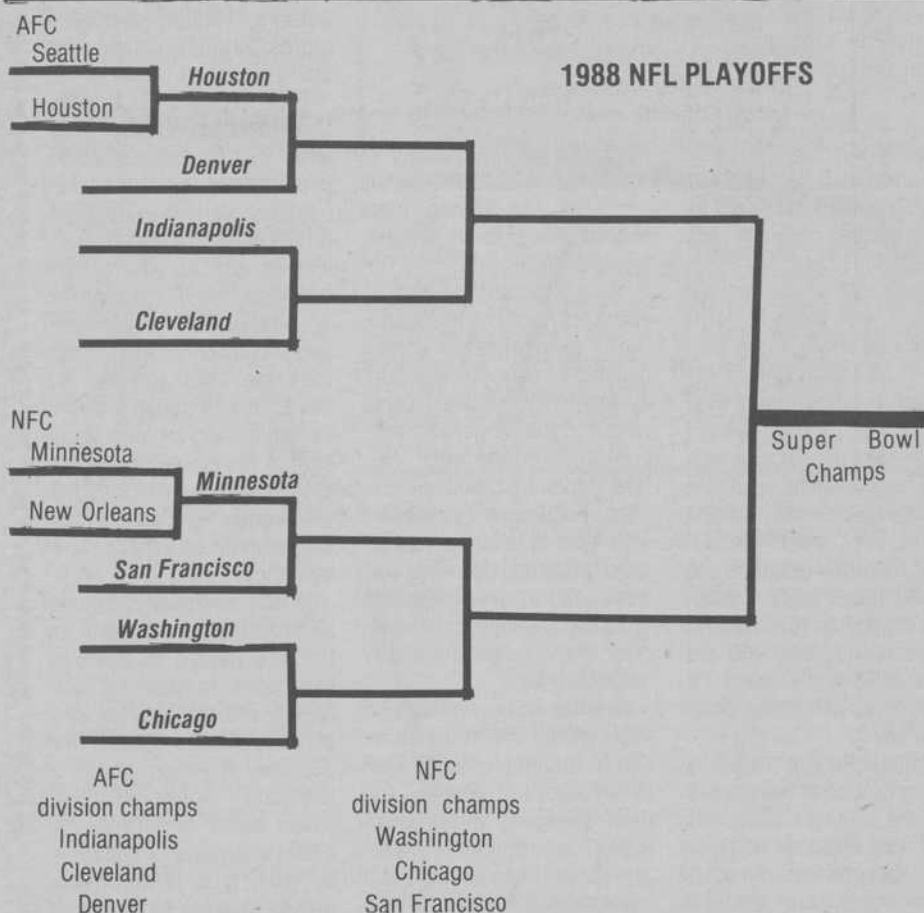 1988 NFL PLAYOFFS
AFC
Seattle
Houston
Houston
Denver
Indianapolis
Cleveland
NFC
Minnesota
Minnesota
New Orleans
San Francisco
Washington
Chicago
Super Bowl
Champs
AFC
division champs
Indianapolis
Cleveland
Denver
NFC
division champs
Washington
Chicago
San Francisco